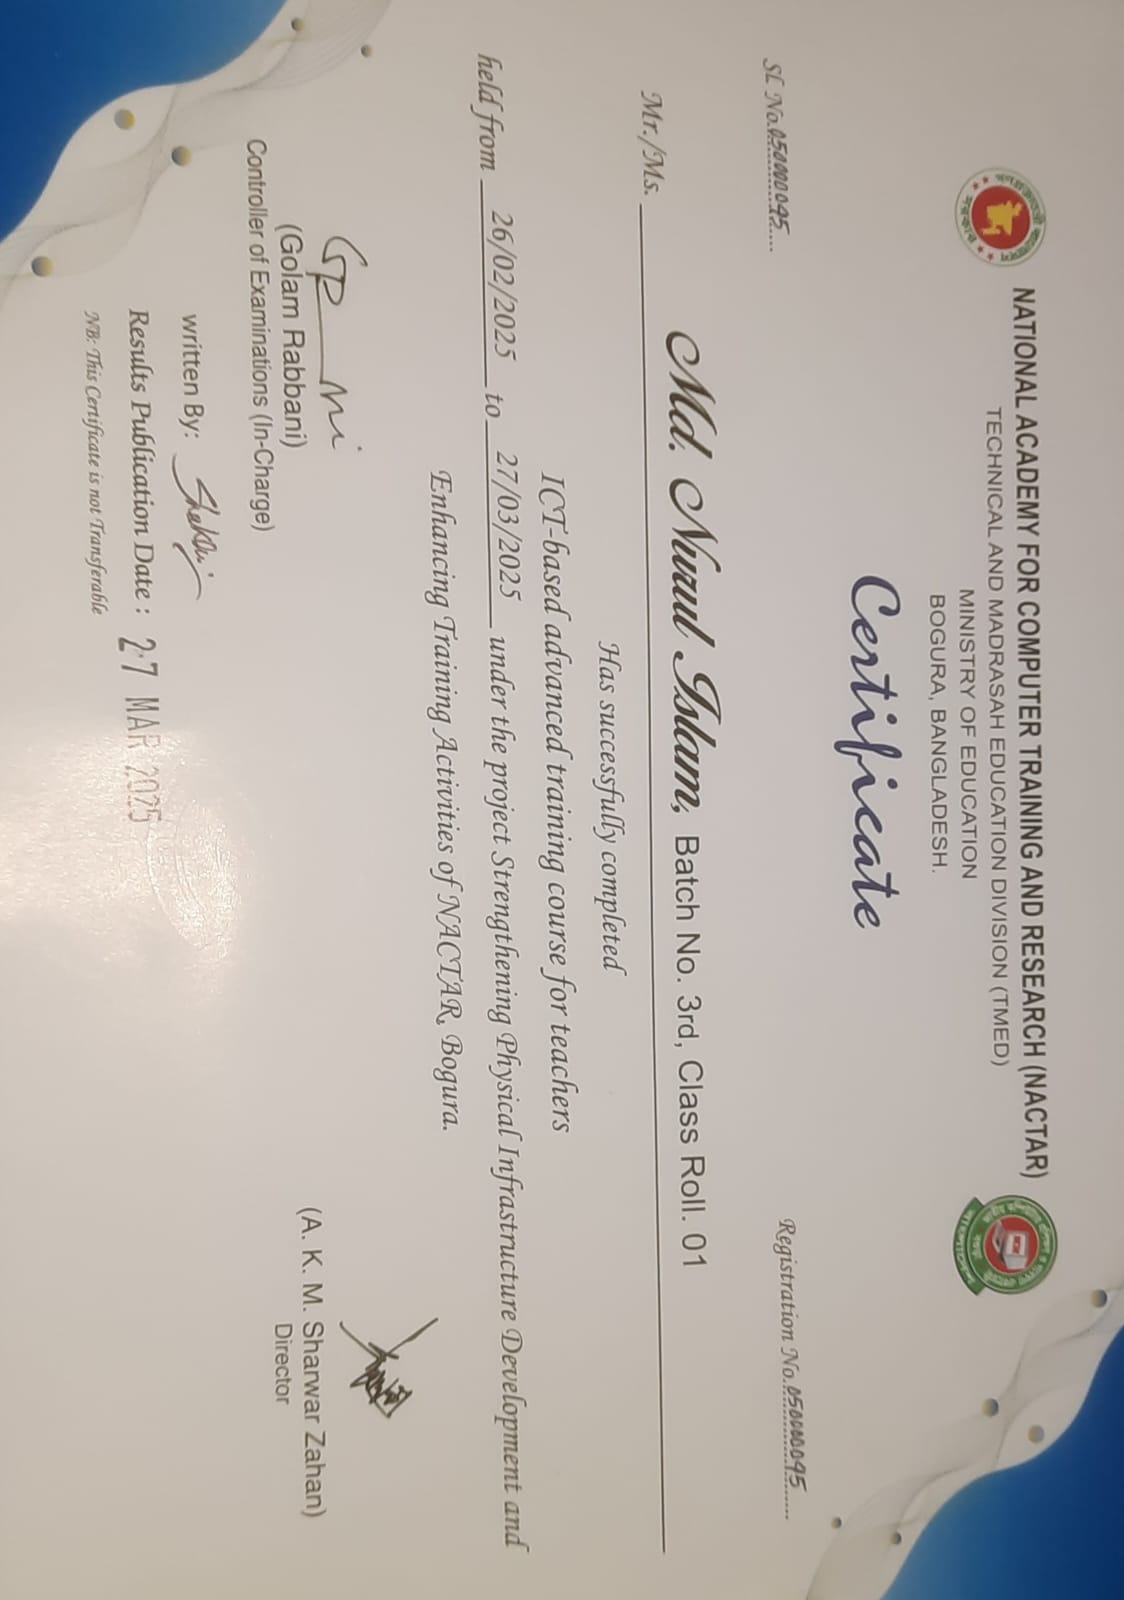 NATIONAL ACADEMY FOR COMPUTER TRAINING AND RESEARCH (NACTAR)
TECHNICAL AND MADRASAH EDUCATION DIVISION (TMED)
MINISTRY OF EDUCATION
BOGURA, BANGLADESH.
Certificate
SL No.050000095
Registration No.050000095
Mr./Ms. Md. Nurul Islam, Batch No. 3rd, Class Roll. 01
Has successfully completed
ICT-based advanced training course for teachers
held from 26/02/2025 to 27/03/2025 under the project Strengthening Physical Infrastructure Development and
Enhancing Training Activities of NACTAR, Bogura.
(Golam Rabbani)
Controller of Examinations (In-Charge)
(A. K. M. Sharwar Zahan)
Director
written By:
Results Publication Date : 27 MAR 2025
NB: This Certificate is not Transferable